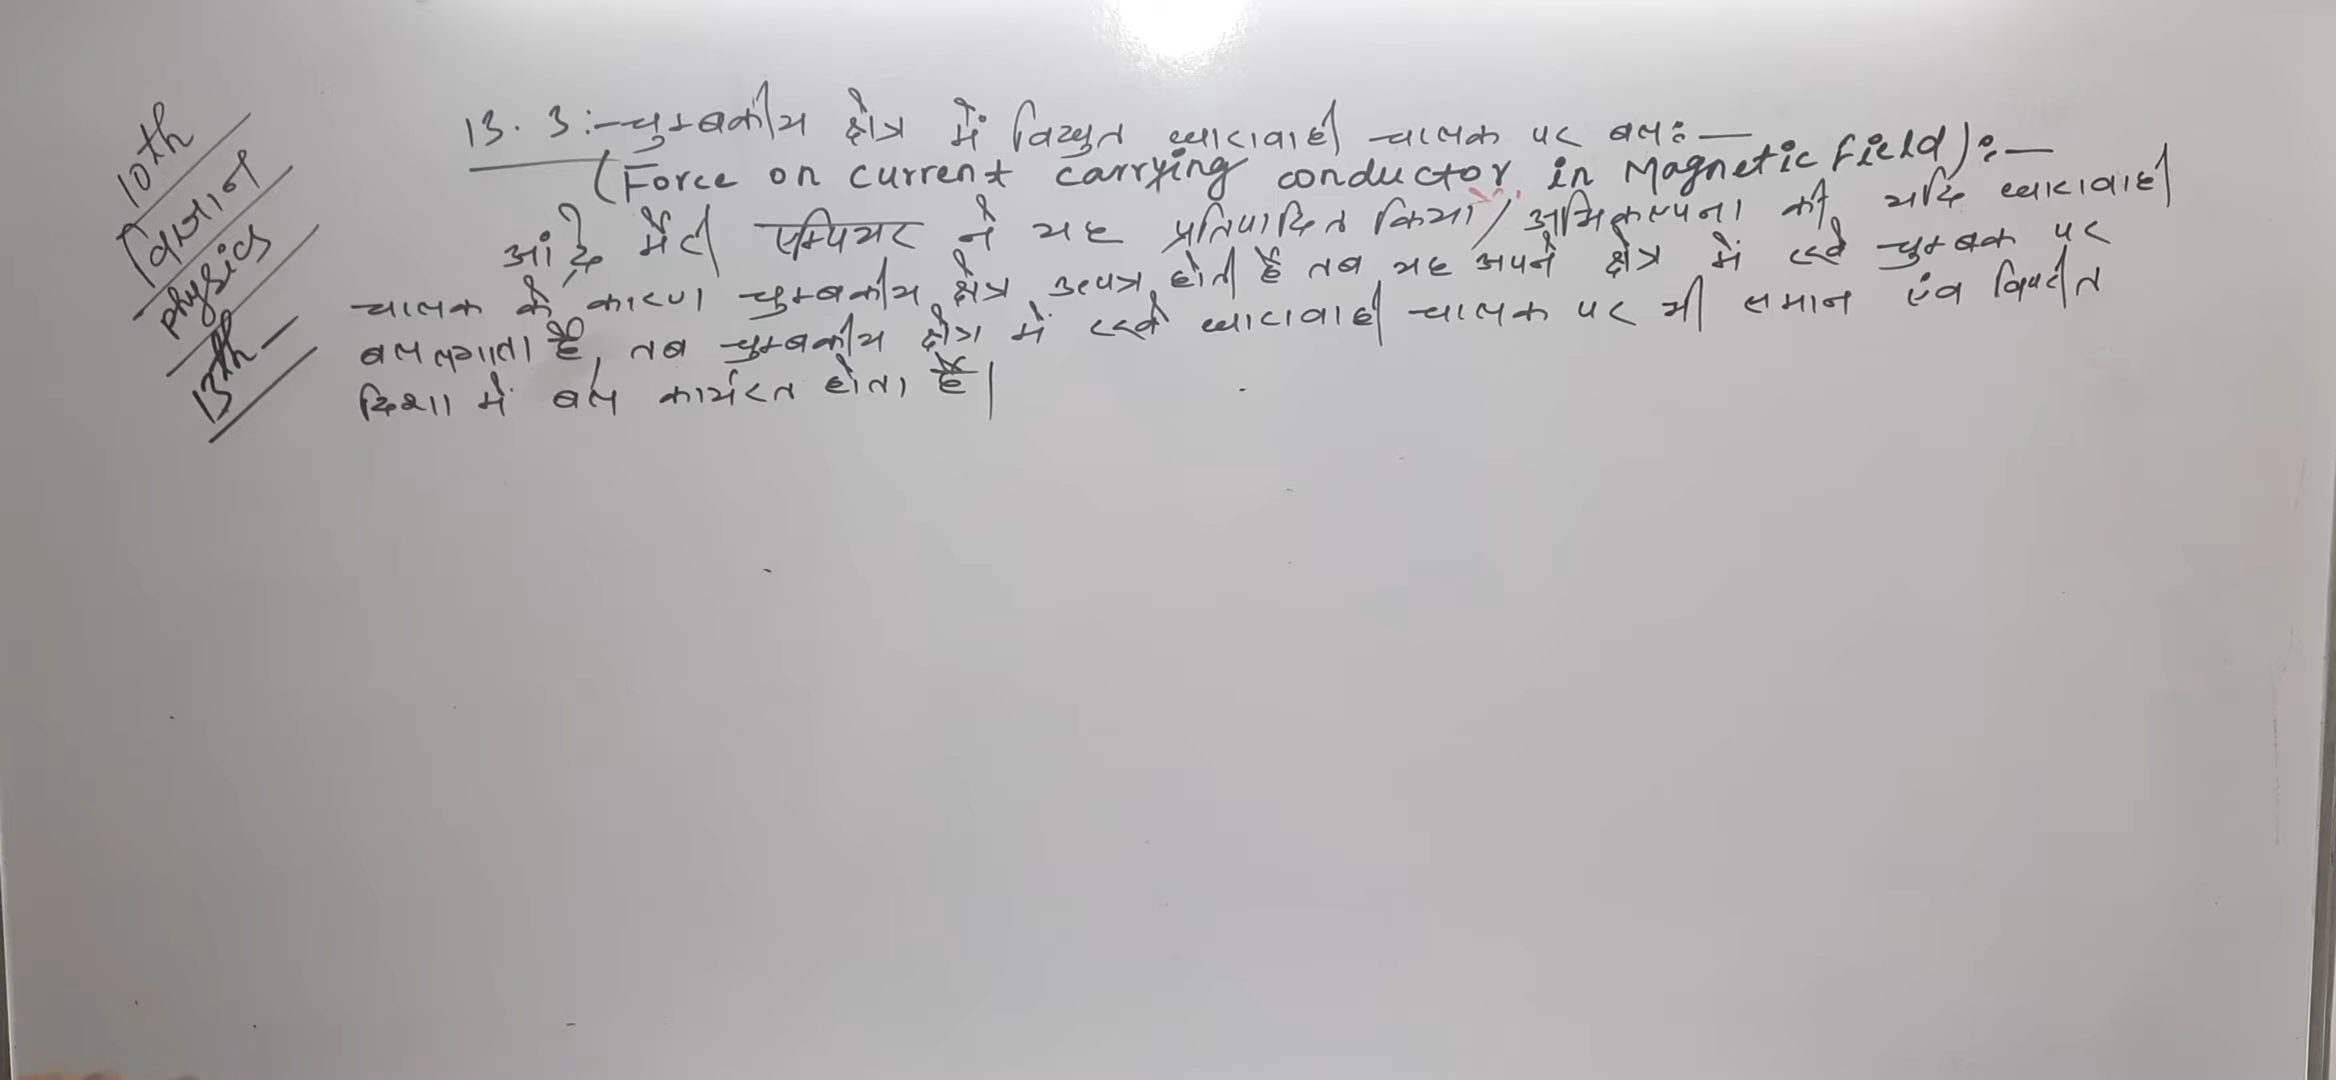 10th
विज्ञान
physics
13th-
13.3:- चुम्बकीय क्षेत्र में विद्युत धारावाही चालक पर बल:-
(Force on current carrying conductor in Magnetic field):-
आंद्रे मैरी एम्पियर ने यह प्रतिपादित किया/अभिकल्पना की यदि धारावाही
चालक के कारण चुम्बकीय क्षेत्र उत्पन्न होती है तब यह अपने क्षेत्र में रखे चुम्बक पर
बल लगाता है, तब चुम्बकीय क्षेत्र में रखे धारावाही चालक पर भी समान एंव विपरीत
दिशा में बल कार्यरत होता है|